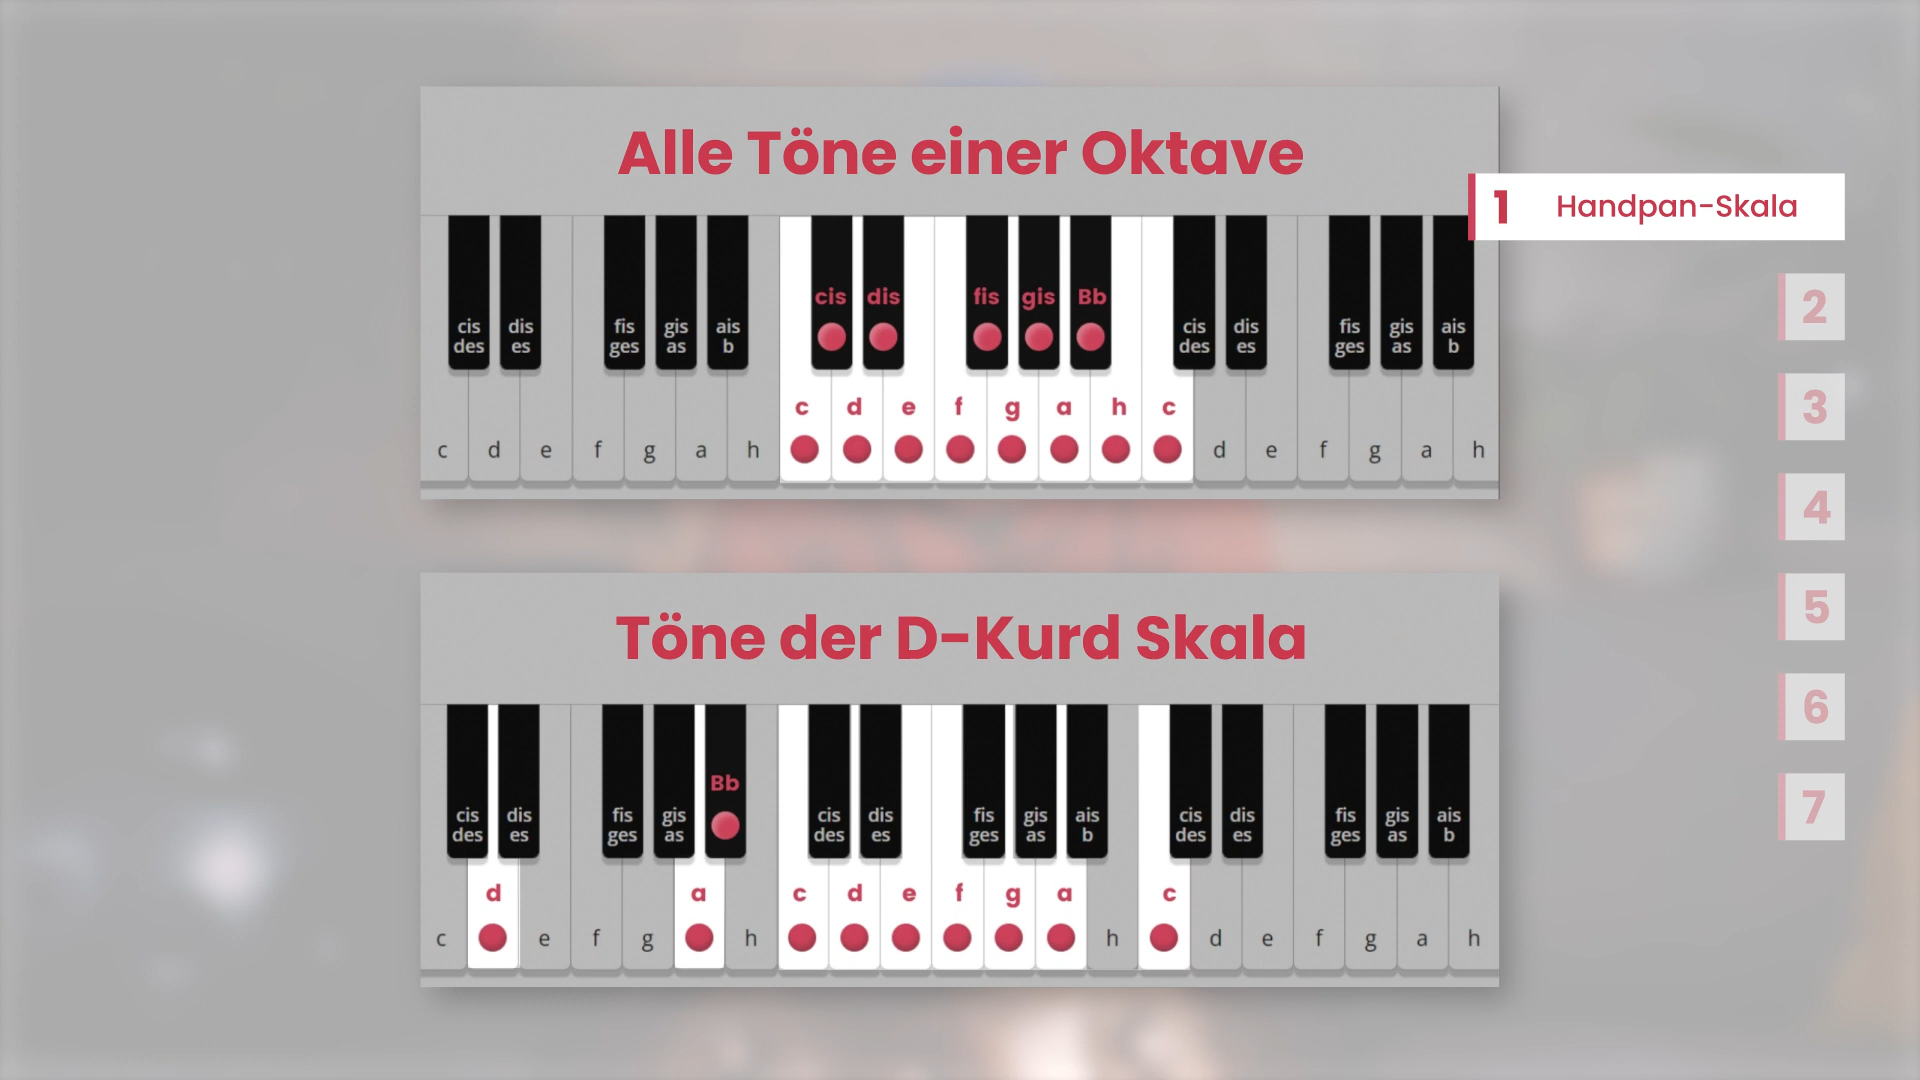 Alle Töne einer Oktave
1 Handpan-Skala
cis dis fis gis Bb
cis dis fis gis ais cis dis fis gis ais
des es ges as b des es ges as b
c d e f g a h c
c d e f g a h d e f g a h
2
3
4
5
6
7
Töne der D-Kurd Skala
Bb
cis dis fis gis cis dis fis gis ais cis dis fis gis ais
des es ges as des es ges as b des es ges as b
d a c d e f g a c
c e f g h h d e f g a h